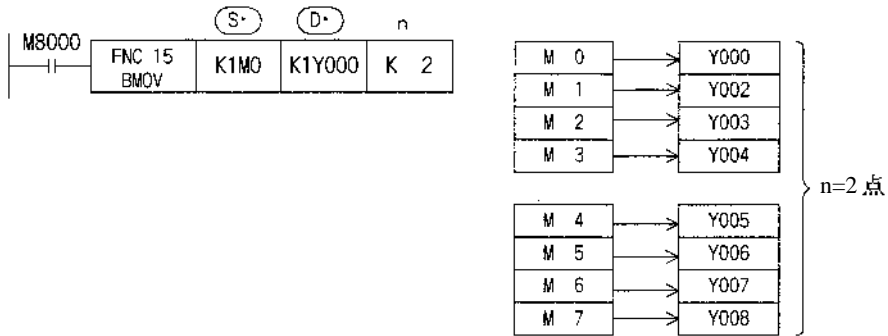 S· D· n
M8000
FNC 15 BMOV K1M0 K1Y000 K 2
M 0 Y000
M 1 Y002
M 2 Y003
M 3 Y004
n=2 点
M 4 Y005
M 5 Y006
M 6 Y007
M 7 Y008